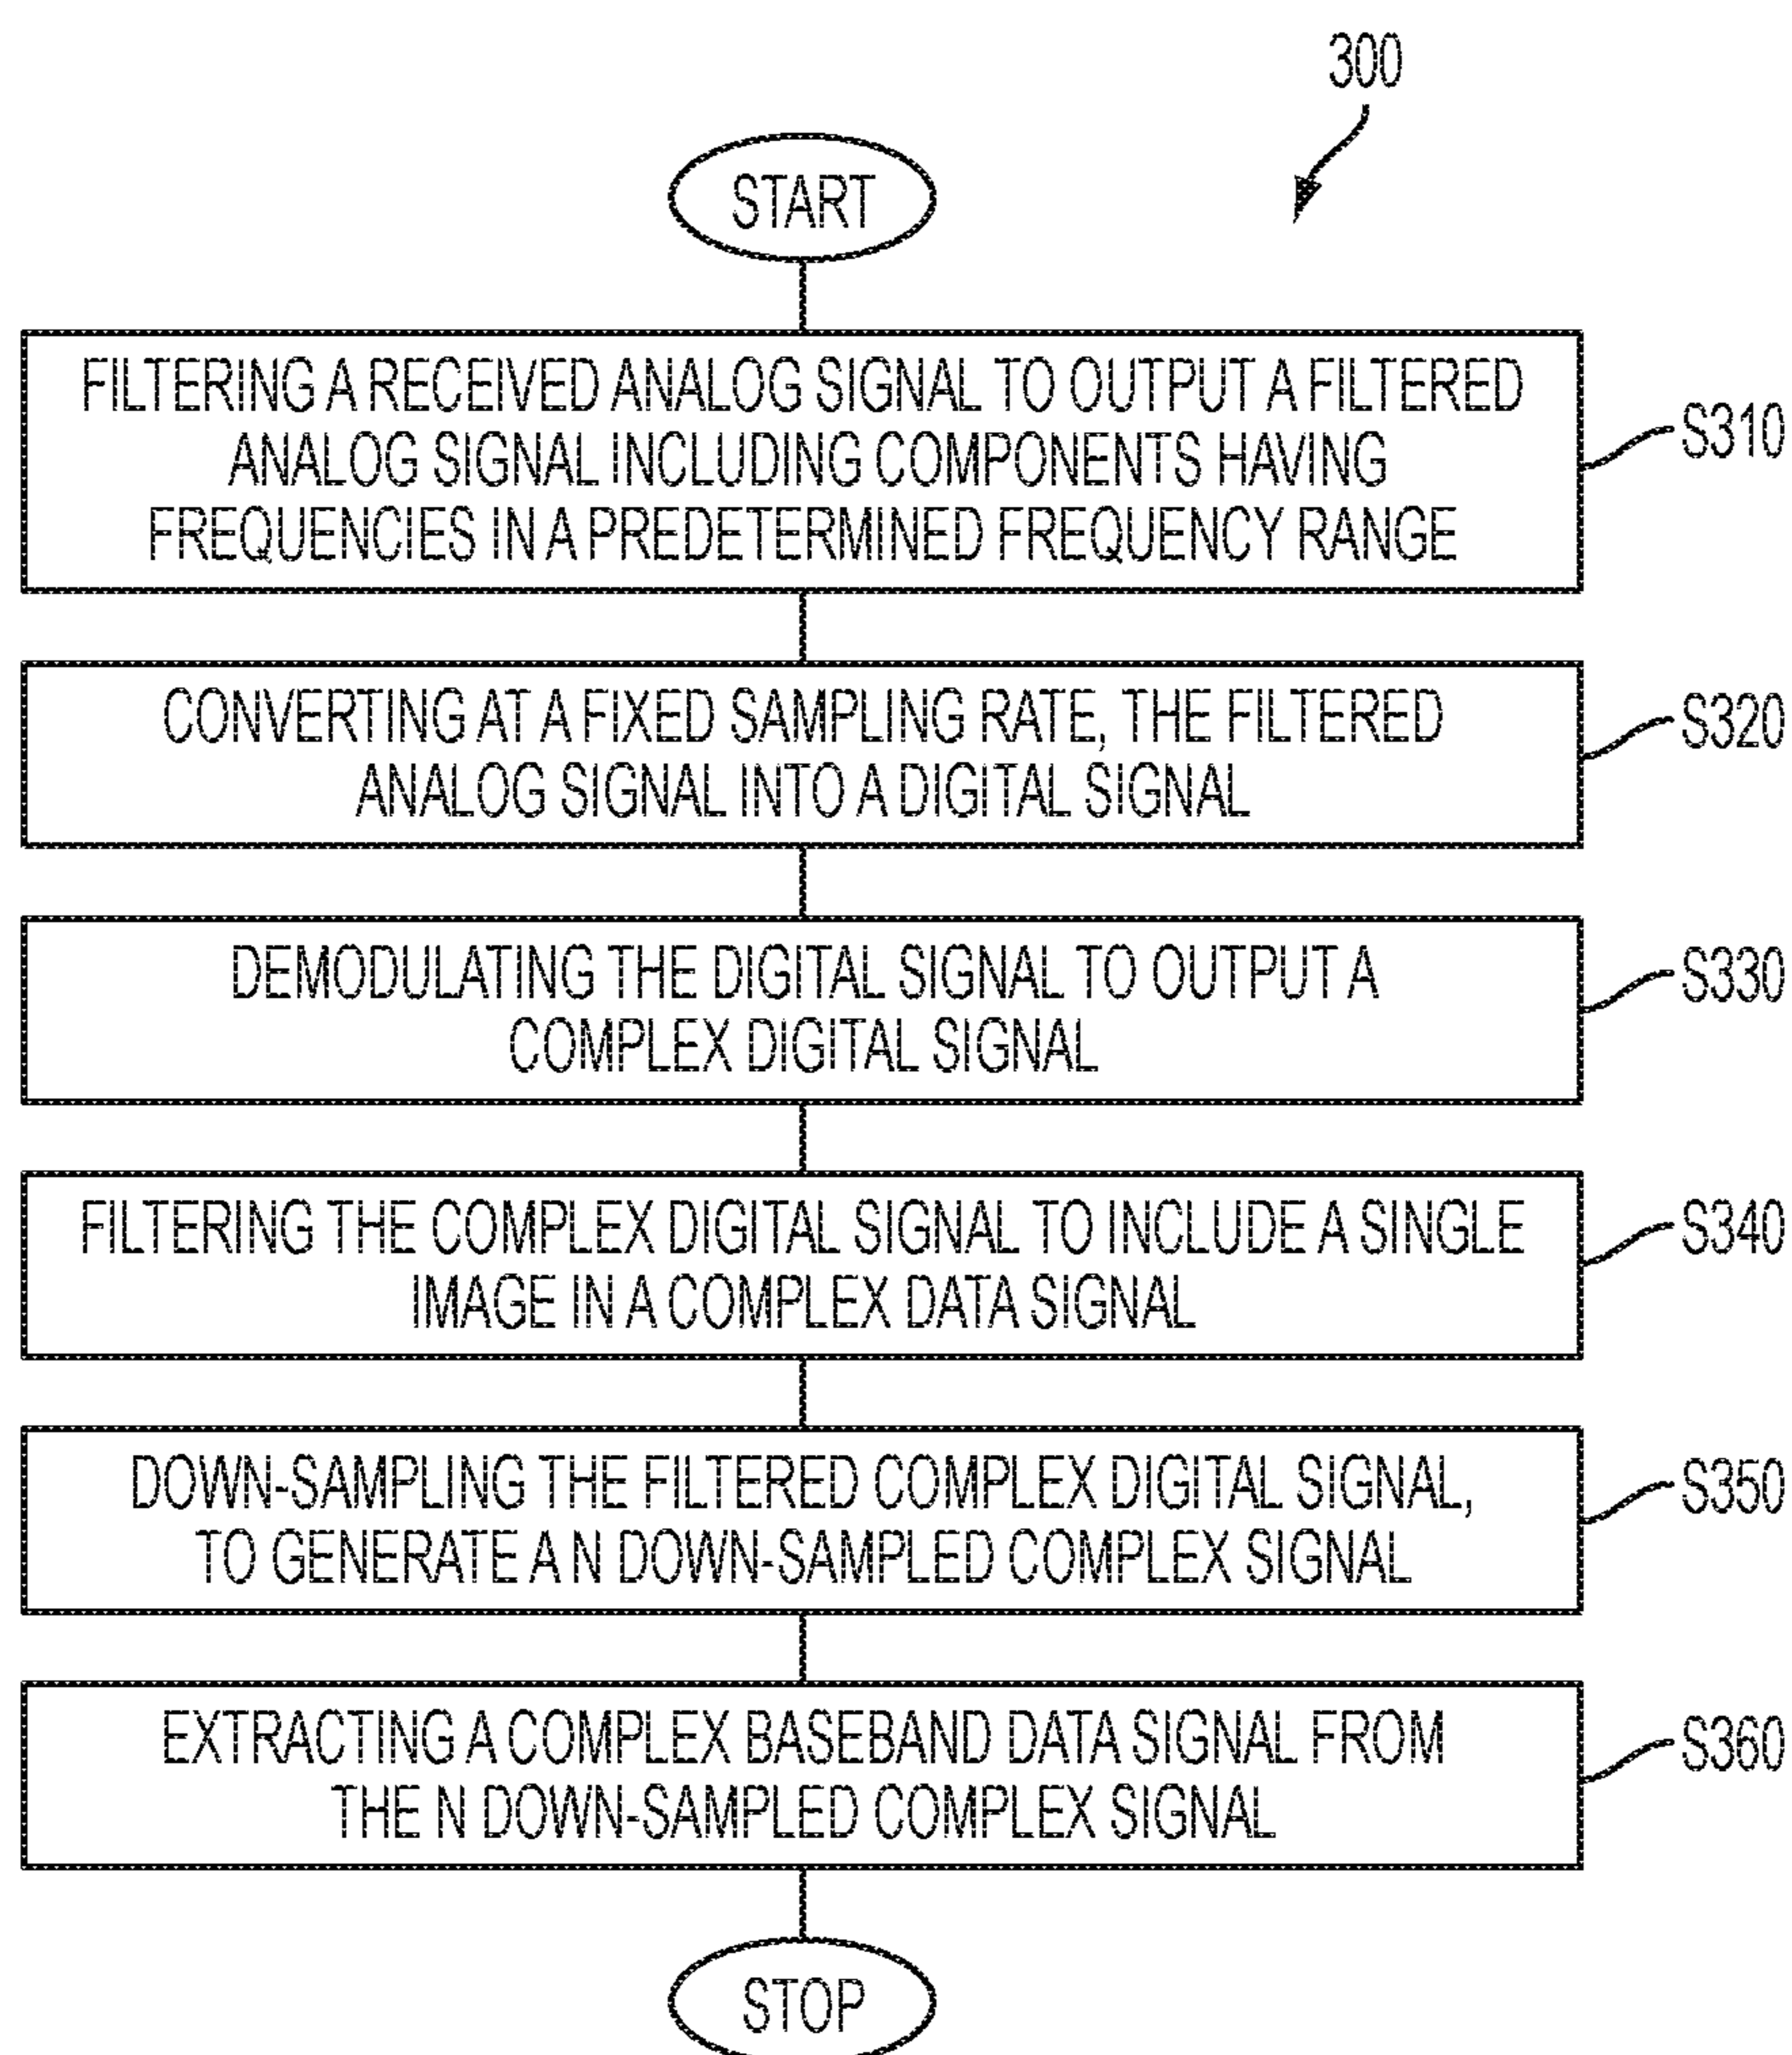 300
START
FILTERING A RECEIVED ANALOG SIGNAL TO OUTPUT A FILTERED
ANALOG SIGNAL INCLUDING COMPONENTS HAVING
FREQUENCIES IN A PREDETERMINED FREQUENCY RANGE
S310
CONVERTING AT A FIXED SAMPLING RATE, THE FILTERED
ANALOG SIGNAL INTO A DIGITAL SIGNAL
S320
DEMODULATING THE DIGITAL SIGNAL TO OUTPUT A
COMPLEX DIGITAL SIGNAL
S330
FILTERING THE COMPLEX DIGITAL SIGNAL TO INCLUDE A SINGLE
IMAGE IN A COMPLEX DATA SIGNAL
S340
DOWN-SAMPLING THE FILTERED COMPLEX DIGITAL SIGNAL,
TO GENERATE A N DOWN-SAMPLED COMPLEX SIGNAL
S350
EXTRACTING A COMPLEX BASEBAND DATA SIGNAL FROM
THE N DOWN-SAMPLED COMPLEX SIGNAL
S360
STOP